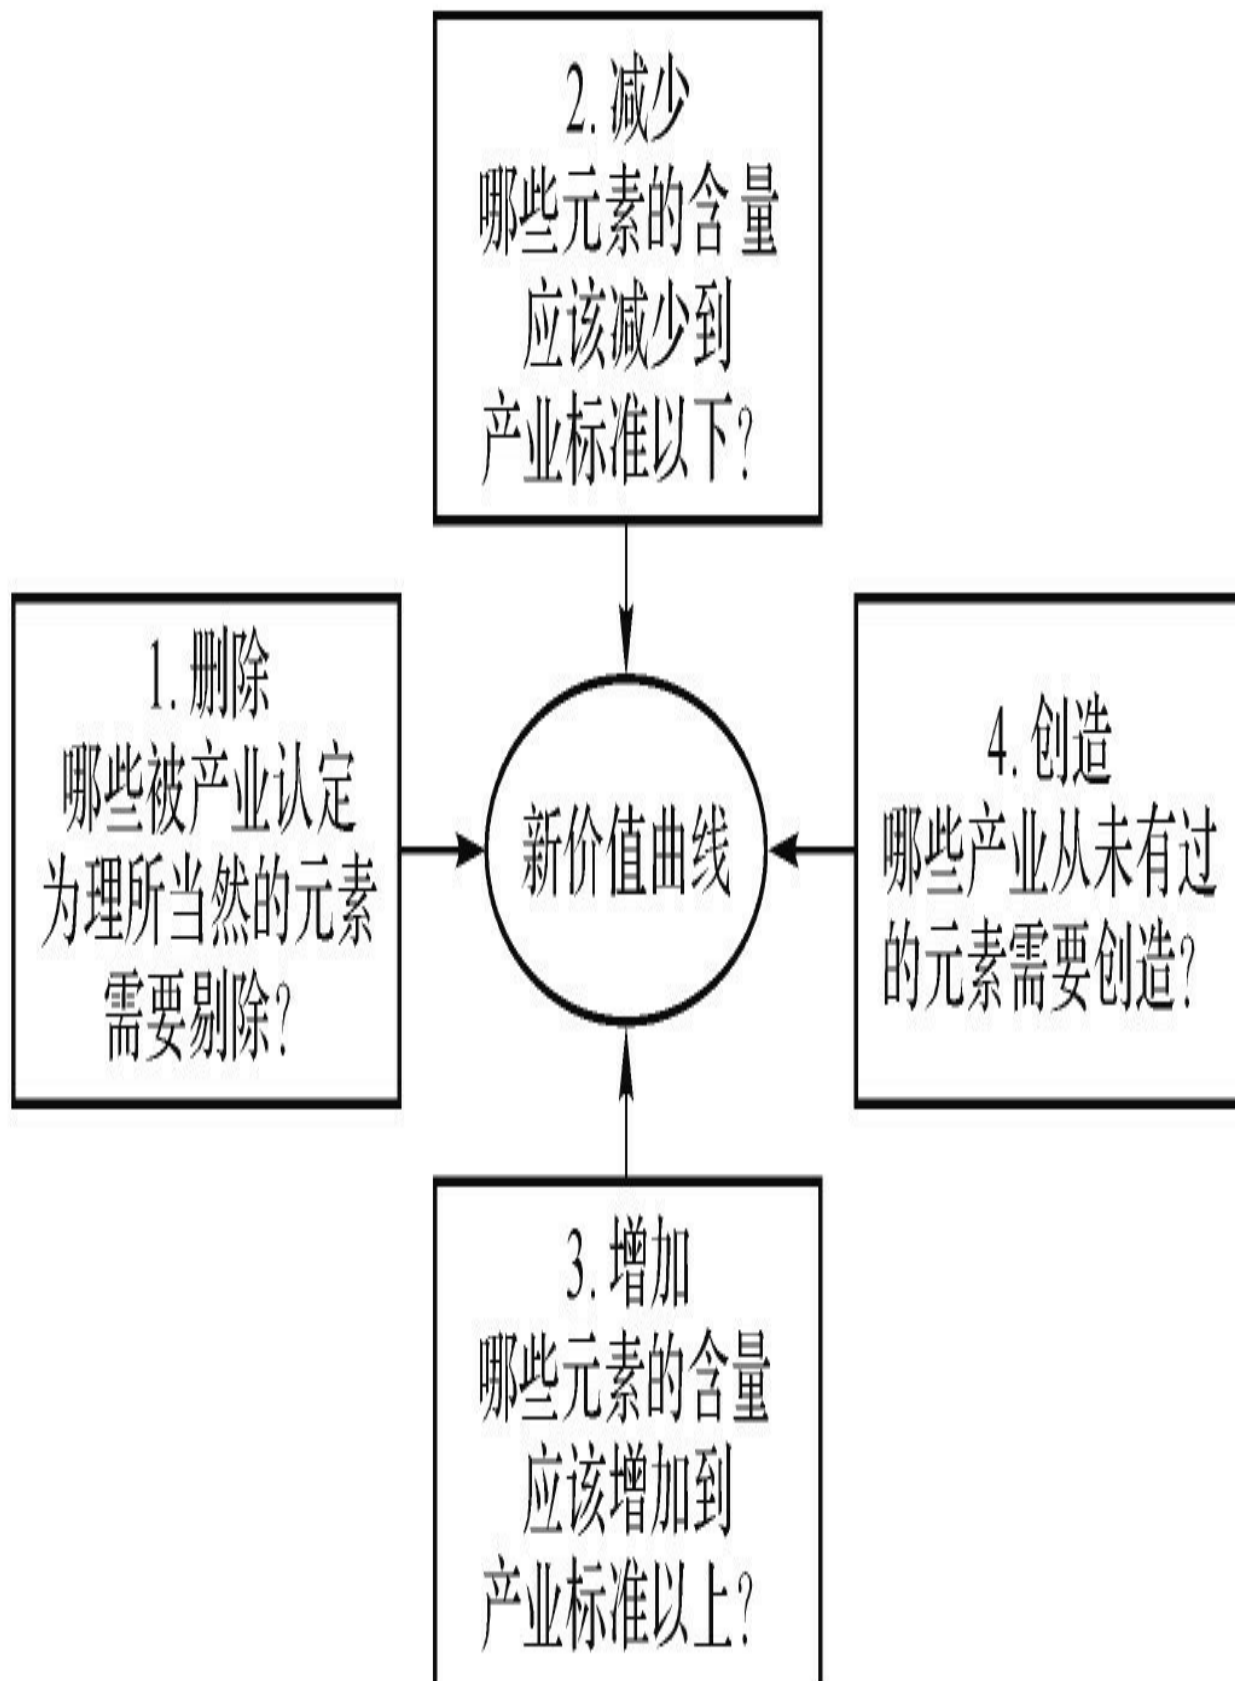 2. 减少
哪些元素的含量
应该减少到
产业标准以下?
1. 删除
哪些被产业认定
为理所当然的元素
需要剔除?
新价值曲线
4. 创造
哪些产业从未有过
的元素需要创造?
3. 增加
哪些元素的含量
应该增加到
产业标准以上?